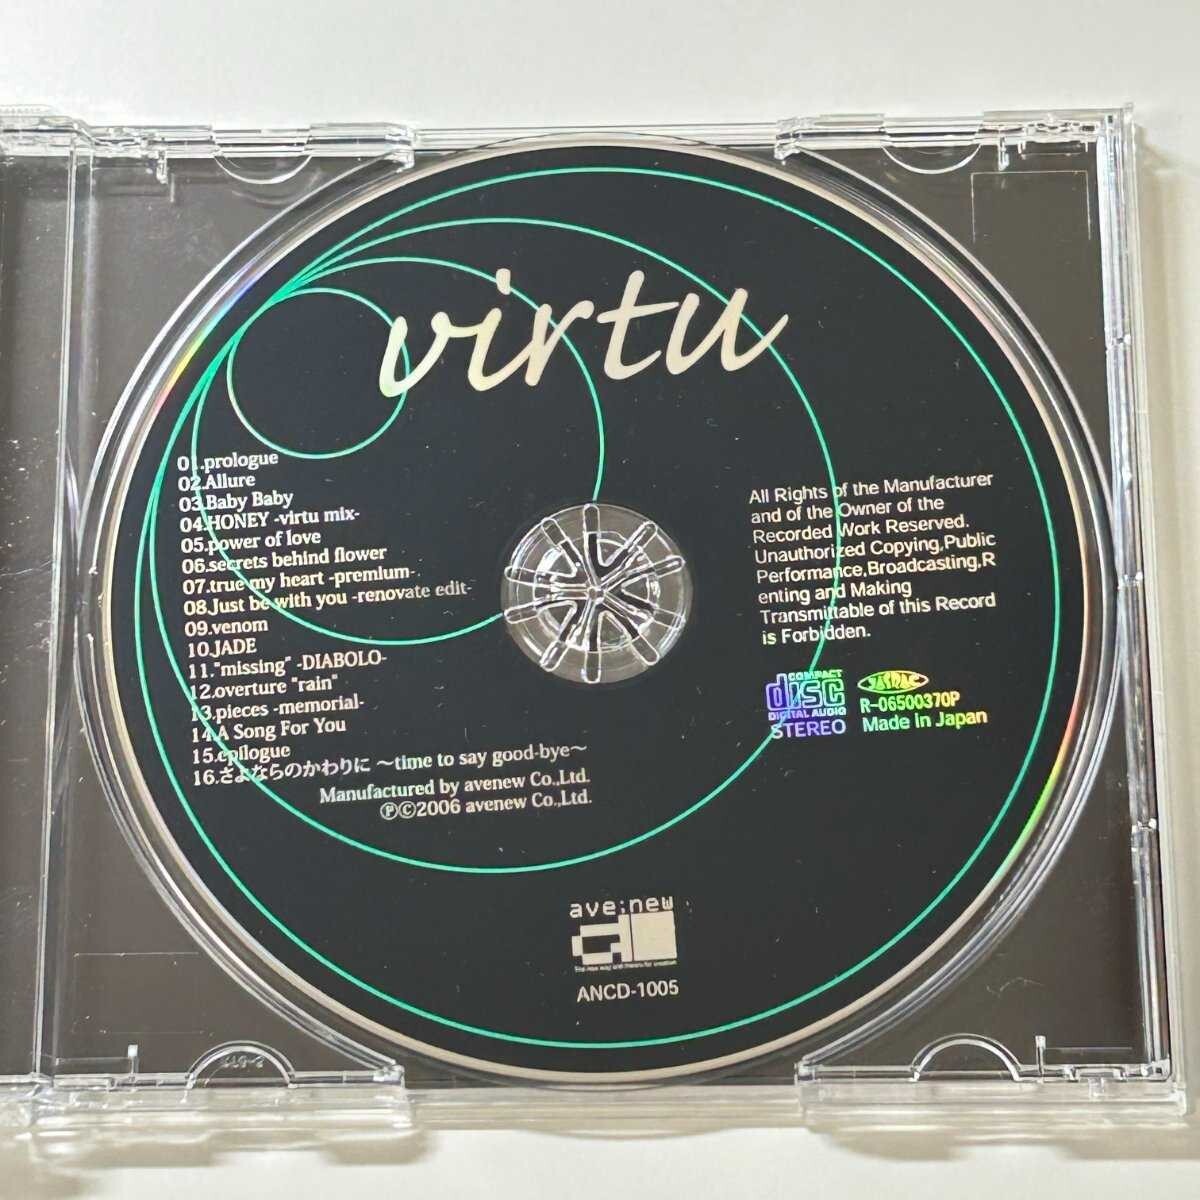 virtu
01.prologue
02.Allure
03.Baby Baby
04.HONEY -virtu mix-
05.power of love
06.secrets behind flower
07.true my heart -premium-
08.Just be with you -renovate edit-
09.venom
10.JADE
11."missing" -DIABOLO-
12.overture "rain"
13.pieces -memorial-
14.A Song For You
15.epilogue
16.さよならのかわりに ～time to say good-bye～
Manufactured by avenew Co.,Ltd.
Ⓟ©2006 avenew Co.,Ltd.
All Rights of the Manufacturer
and of the Owner of the
Recorded Work Reserved.
Unauthorized Copying,Public
Performance,Broadcasting,R
enting and Making
Transmittable of this Record
is Forbidden.
COMPACT
disc
DIGITAL AUDIO
STEREO
JASRAC
R-06500370P
Made in Japan
ave;new
ANCD-1005